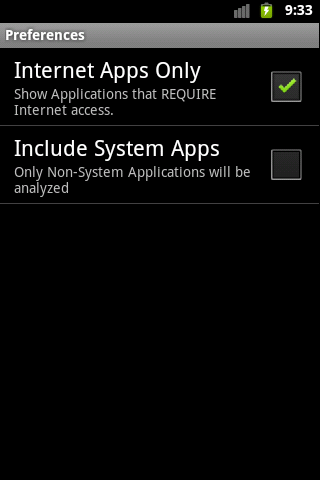 9:33
Preferences
Internet Apps Only
Show Applications that REQUIRE
Internet access.
Include System Apps
Only Non-System Applications will be
analyzed